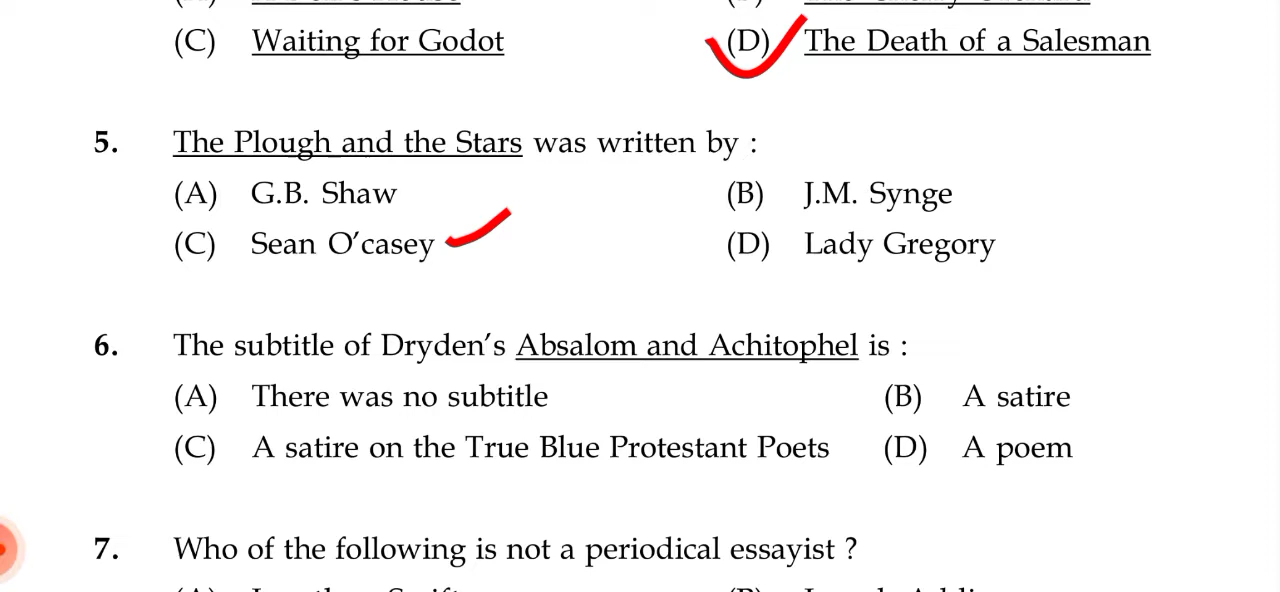 (C) Waiting for Godot (D) The Death of a Salesman
5. The Plough and the Stars was written by :
(A) G.B. Shaw (B) J.M. Synge
(C) Sean O'casey (D) Lady Gregory
6. The subtitle of Dryden's Absalom and Achitophel is :
(A) There was no subtitle (B) A satire
(C) A satire on the True Blue Protestant Poets (D) A poem
7. Who of the following is not a periodical essayist ?